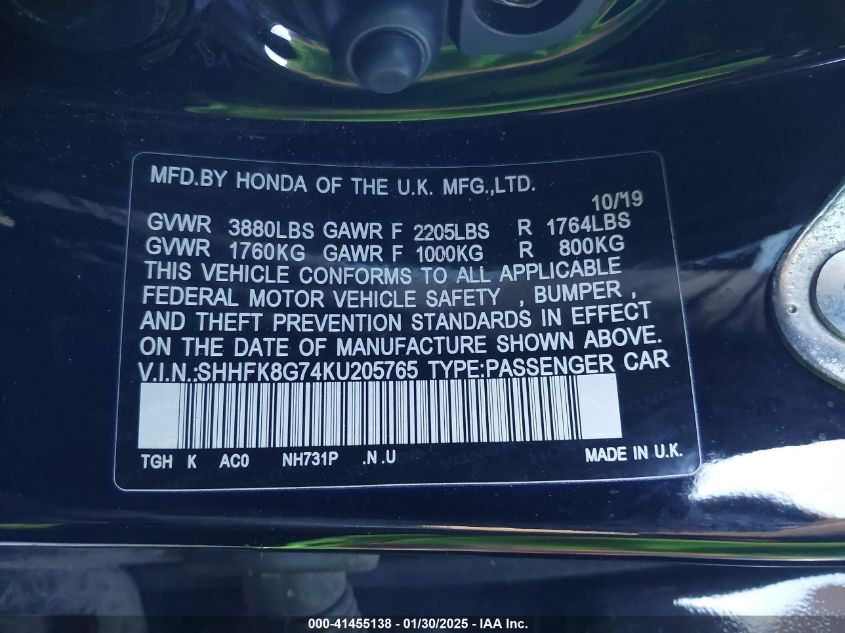 MFD.BY HONDA OF THE U.K. MFG.,LTD.
10/19
GVWR 3880LBS GAWR F 2205LBS R 1764LBS
GVWR 1760KG GAWR F 1000KG R 800KG
THIS VEHICLE CONFORMS TO ALL APPLICABLE
FEDERAL MOTOR VEHICLE SAFETY , BUMPER ,
AND THEFT PREVENTION STANDARDS IN EFFECT
ON THE DATE OF MANUFACTURE SHOWN ABOVE.
V.I.N.:SHHFK8G74KU205765 TYPE:PASSENGER CAR
TGH K AC0 NH731P .N .U MADE IN U.K.
000-41455138 - 01/30/2025 - IAA Inc.